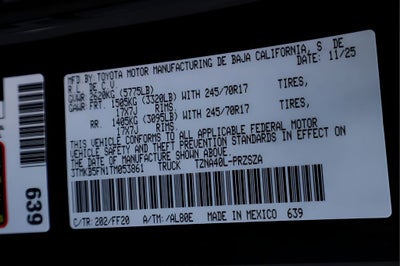 MFD BY:TOYOTA MOTOR MANUFACTURING DE BAJA CALIFORNIA, S DE
R.L. DE C.V. DATE: 11/25
GVWR 2620KG (5775LB)
GAWR FRT. 1505KG (3320LB) WITH 245/70R17 TIRES,
17X7J RIMS
RR. 1405KG (3095LB) WITH 245/70R17 TIRES,
17X7J RIMS
THIS VEHICLE CONFORMS TO ALL APPLICABLE FEDERAL MOTOR
VEHICLE SAFETY AND THEFT PREVENTION STANDARDS IN EFFECT ON
THE DATE OF MANUFACTURE SHOWN ABOVE.
3TMKB5FN1TM053861 TRUCK TZNA40L-PRZSZA
C/TR:202/FF20 A/TM:/AL80E MADE IN MEXICO 639
639